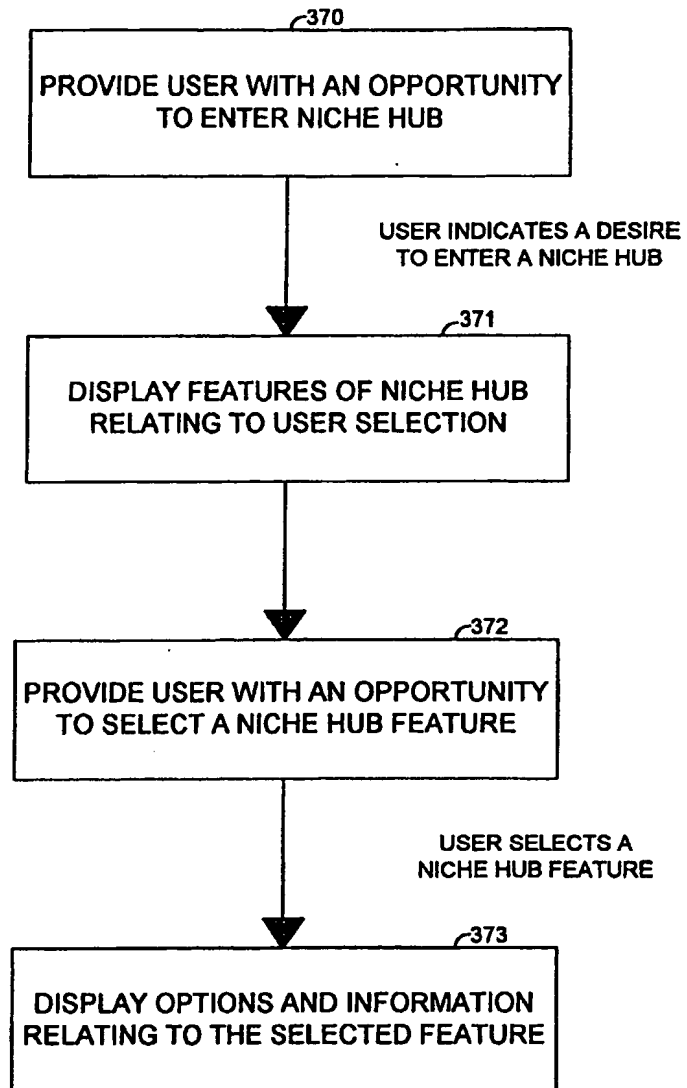 370
PROVIDE USER WITH AN OPPORTUNITY
TO ENTER NICHE HUB
USER INDICATES A DESIRE
TO ENTER A NICHE HUB
371
DISPLAY FEATURES OF NICHE HUB
RELATING TO USER SELECTION
372
PROVIDE USER WITH AN OPPORTUNITY
TO SELECT A NICHE HUB FEATURE
USER SELECTS A
NICHE HUB FEATURE
373
DISPLAY OPTIONS AND INFORMATION
RELATING TO THE SELECTED FEATURE